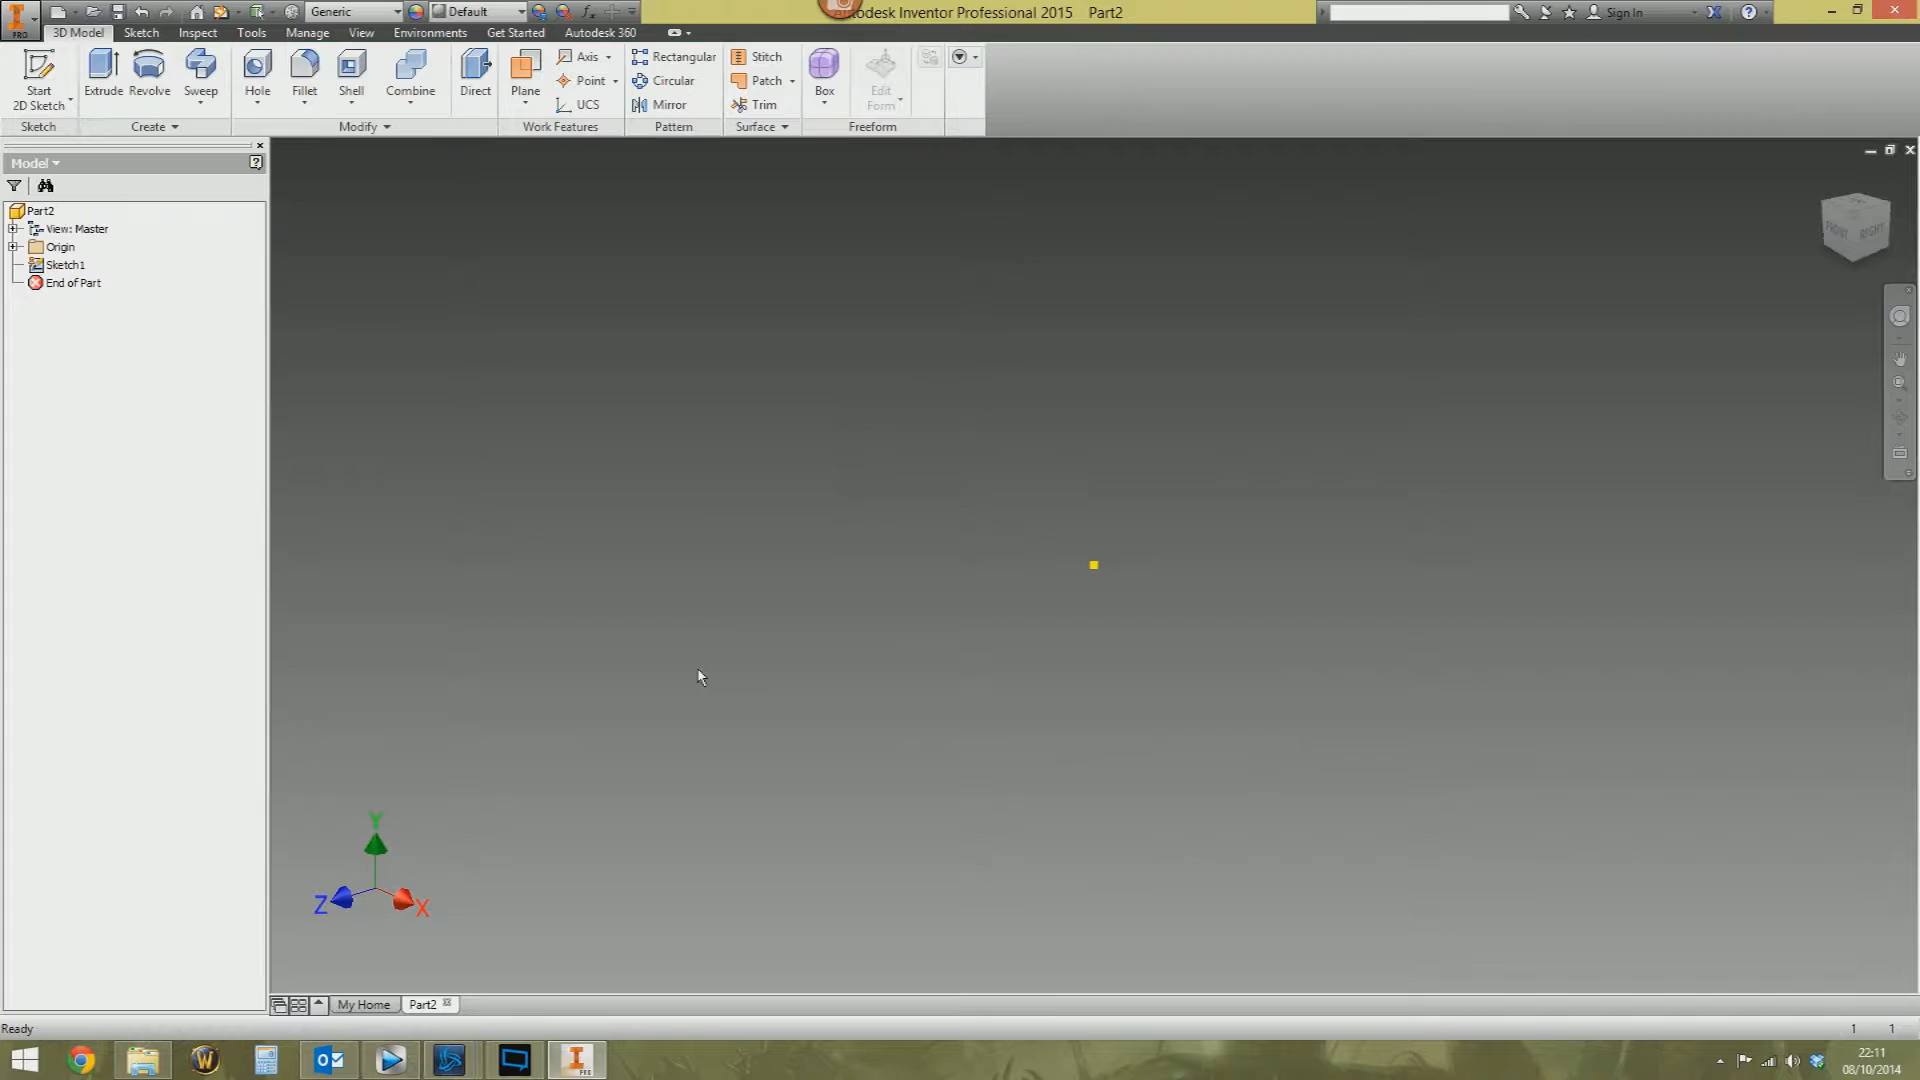 Generic
Default
Autodesk Inventor Professional 2015 Part2
Sign In
PRO
3D Model
Sketch
Inspect
Tools
Manage
View
Environments
Get Started
Autodesk 360
Start
2D Sketch
Extrude
Revolve
Sweep
Hole
Fillet
Shell
Combine
Direct
Plane
Axis
Point
UCS
Rectangular
Circular
Mirror
Stitch
Patch
Trim
Box
Edit
Form
Sketch
Create
Modify
Work Features
Pattern
Surface
Freeform
Model
Part2
View: Master
Origin
Sketch1
End of Part
FRONT
RIGHT
Y
Z
X
My Home
Part2
Ready
1 1
22:11
08/10/2014